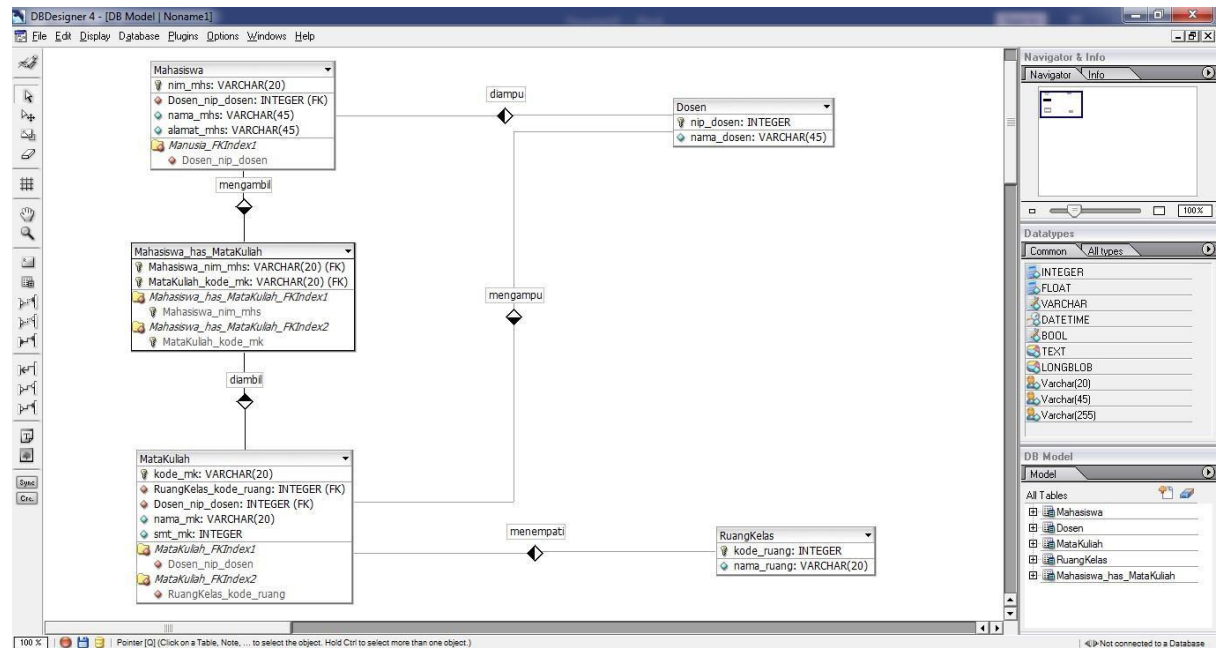 DBDesigner 4 - [DB Model | Noname1]
File Edit Display Database Plugins Options Windows Help
Mahasiswa
nim_mhs: VARCHAR(20)
Dosen_nip_dosen: INTEGER (FK)
nama_mhs: VARCHAR(45)
alamat_mhs: VARCHAR(45)
Manusia_FKIndex1
Dosen_nip_dosen
diampu
Dosen
nip_dosen: INTEGER
nama_dosen: VARCHAR(45)
mengambil
Mahasiswa_has_MataKuliah
Mahasiswa_nim_mhs: VARCHAR(20) (FK)
MataKuliah_kode_mk: VARCHAR(20) (FK)
Mahasiswa_has_MataKuliah_FKIndex1
Mahasiswa_nim_mhs
Mahasiswa_has_MataKuliah_FKIndex2
MataKuliah_kode_mk
mengampu
diambil
MataKuliah
kode_mk: VARCHAR(20)
RuangKelas_kode_ruang: INTEGER (FK)
Dosen_nip_dosen: INTEGER (FK)
nama_mk: VARCHAR(20)
smt_mk: INTEGER
MataKuliah_FKIndex1
Dosen_nip_dosen
MataKuliah_FKIndex2
RuangKelas_kode_ruang
menempati
RuangKelas
kode_ruang: INTEGER
nama_ruang: VARCHAR(20)
Navigator & Info
Navigator Info
100%
Datatypes
Common All types
INTEGER
FLOAT
VARCHAR
DATETIME
BOOL
TEXT
LONGBLOB
Varchar(20)
Varchar(45)
Varchar(255)
DB Model
Model
All Tables
Mahasiswa
Dosen
MataKuliah
RuangKelas
Mahasiswa_has_MataKuliah
Sync
100 % Pointer [Q] (Click on a Table, Note, ... to select the object. Hold Ctrl to select more than one object.) Not connected to a Database